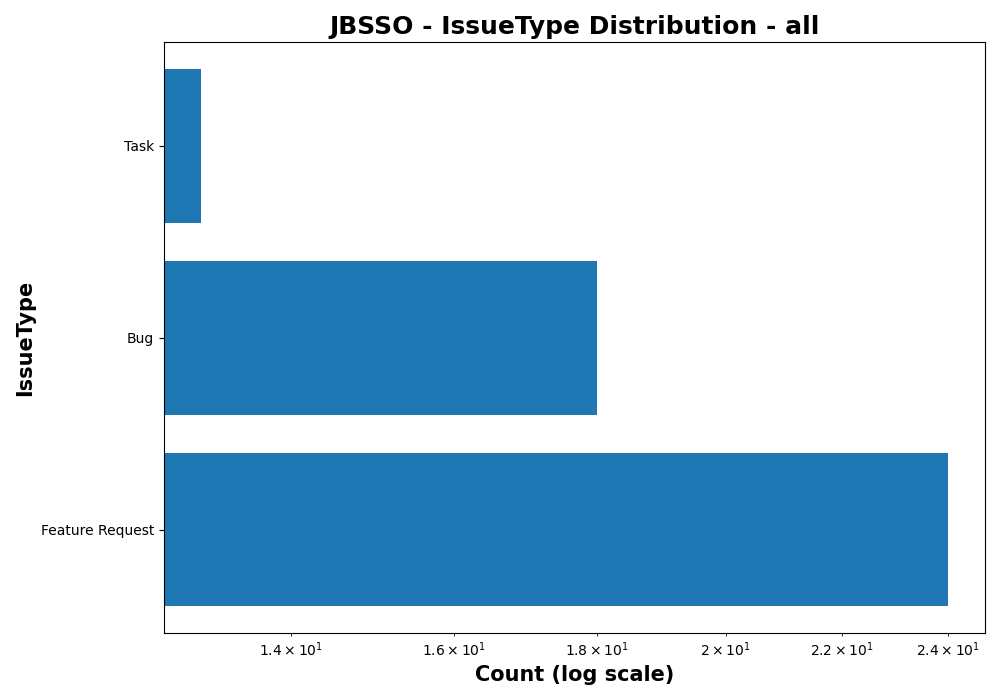 JBSSO - IssueType Distribution - all
IssueType
Task
Bug
Feature Request
1.4 × 10¹
1.6 × 10¹
1.8 × 10¹
2 × 10¹
2.2 × 10¹
2.4 × 10¹
Count (log scale)